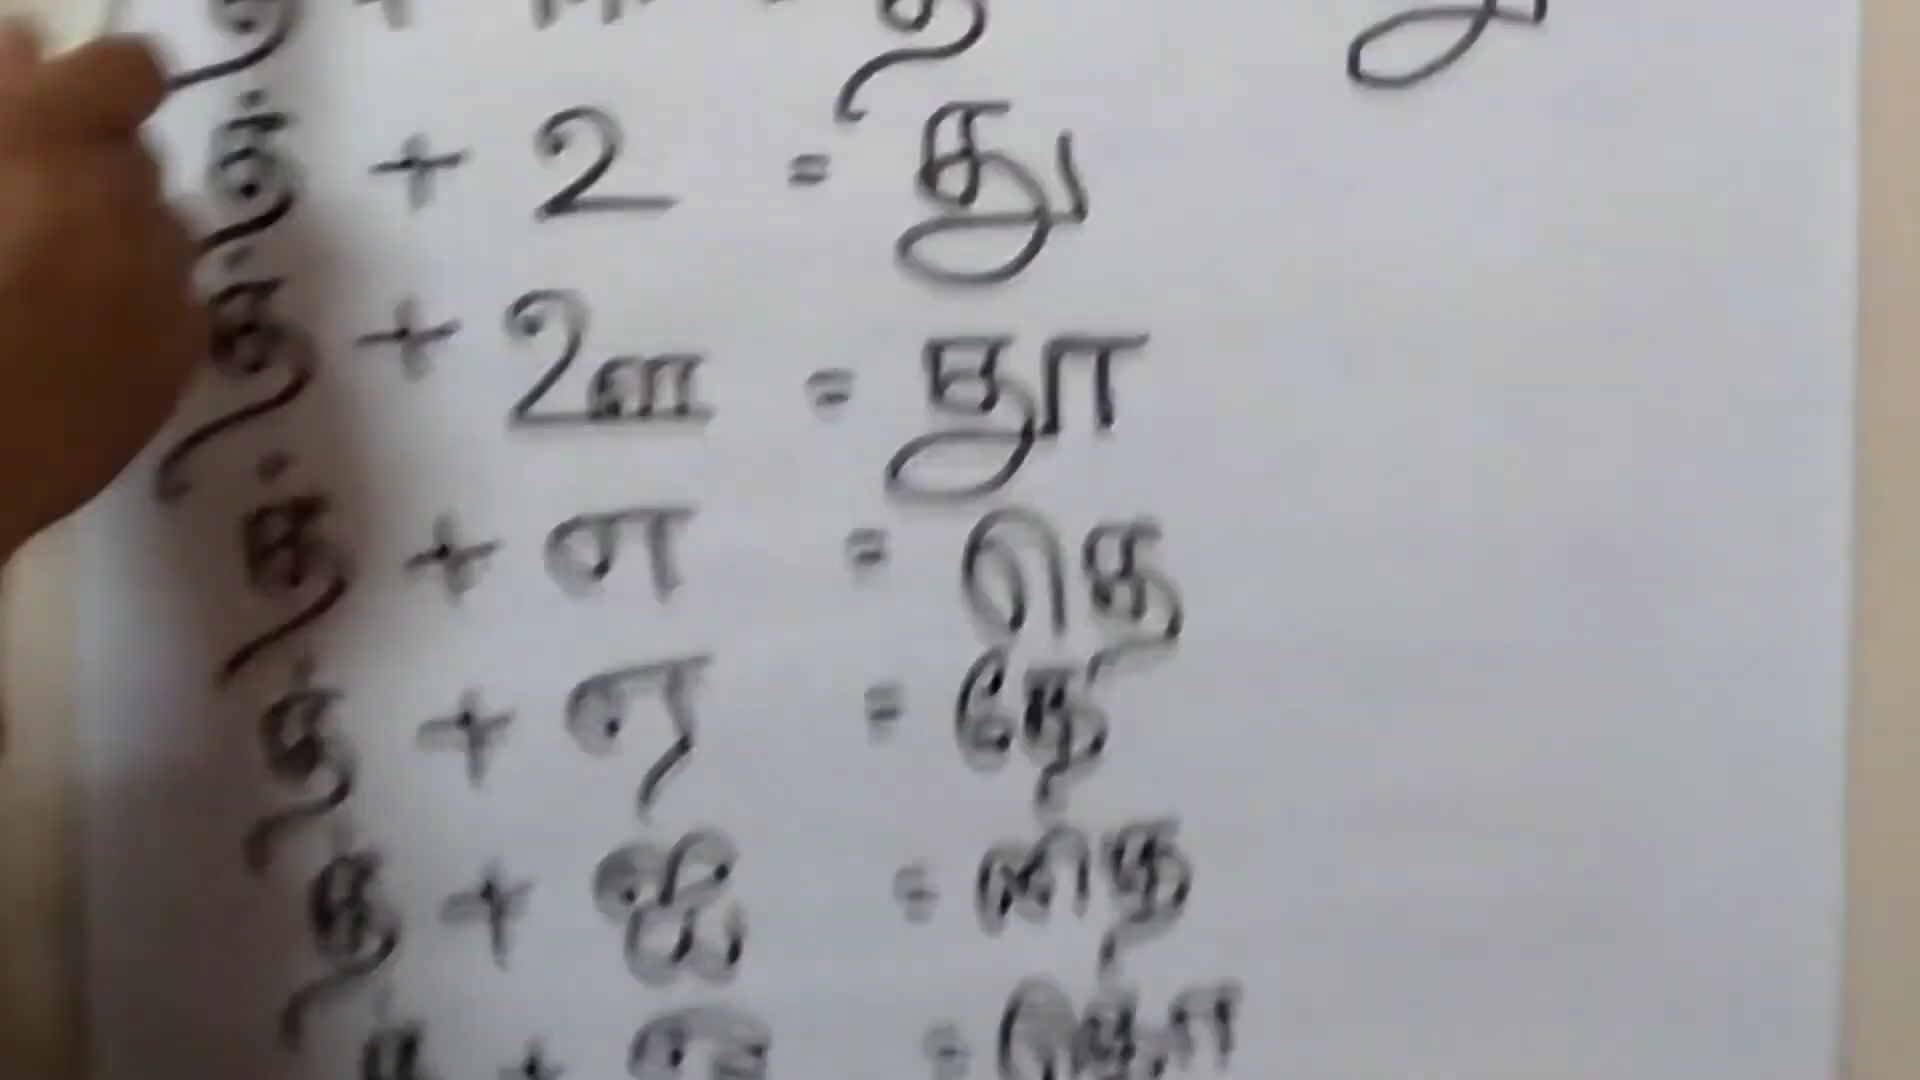 த் + உ = து
த் + ஊ = தூ
த் + எ = தெ
த் + ஏ = தே
த் + ஐ = தை